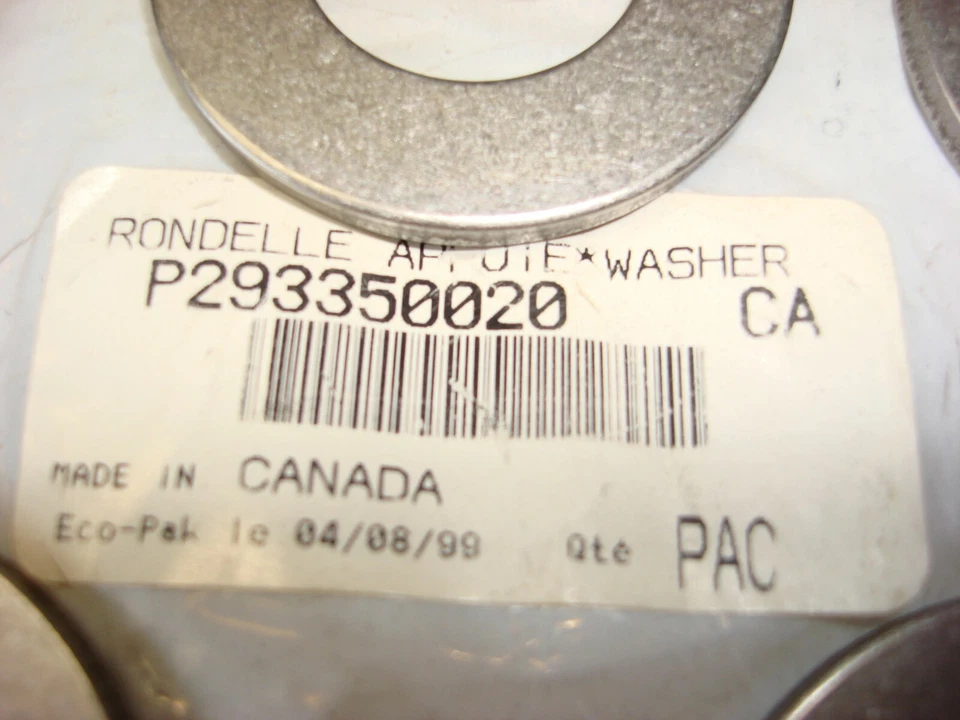 RONDELLE *WASHER
P293350020 CA
MADE IN CANADA
Eco-Pak le 04/08/99 Qte PAC